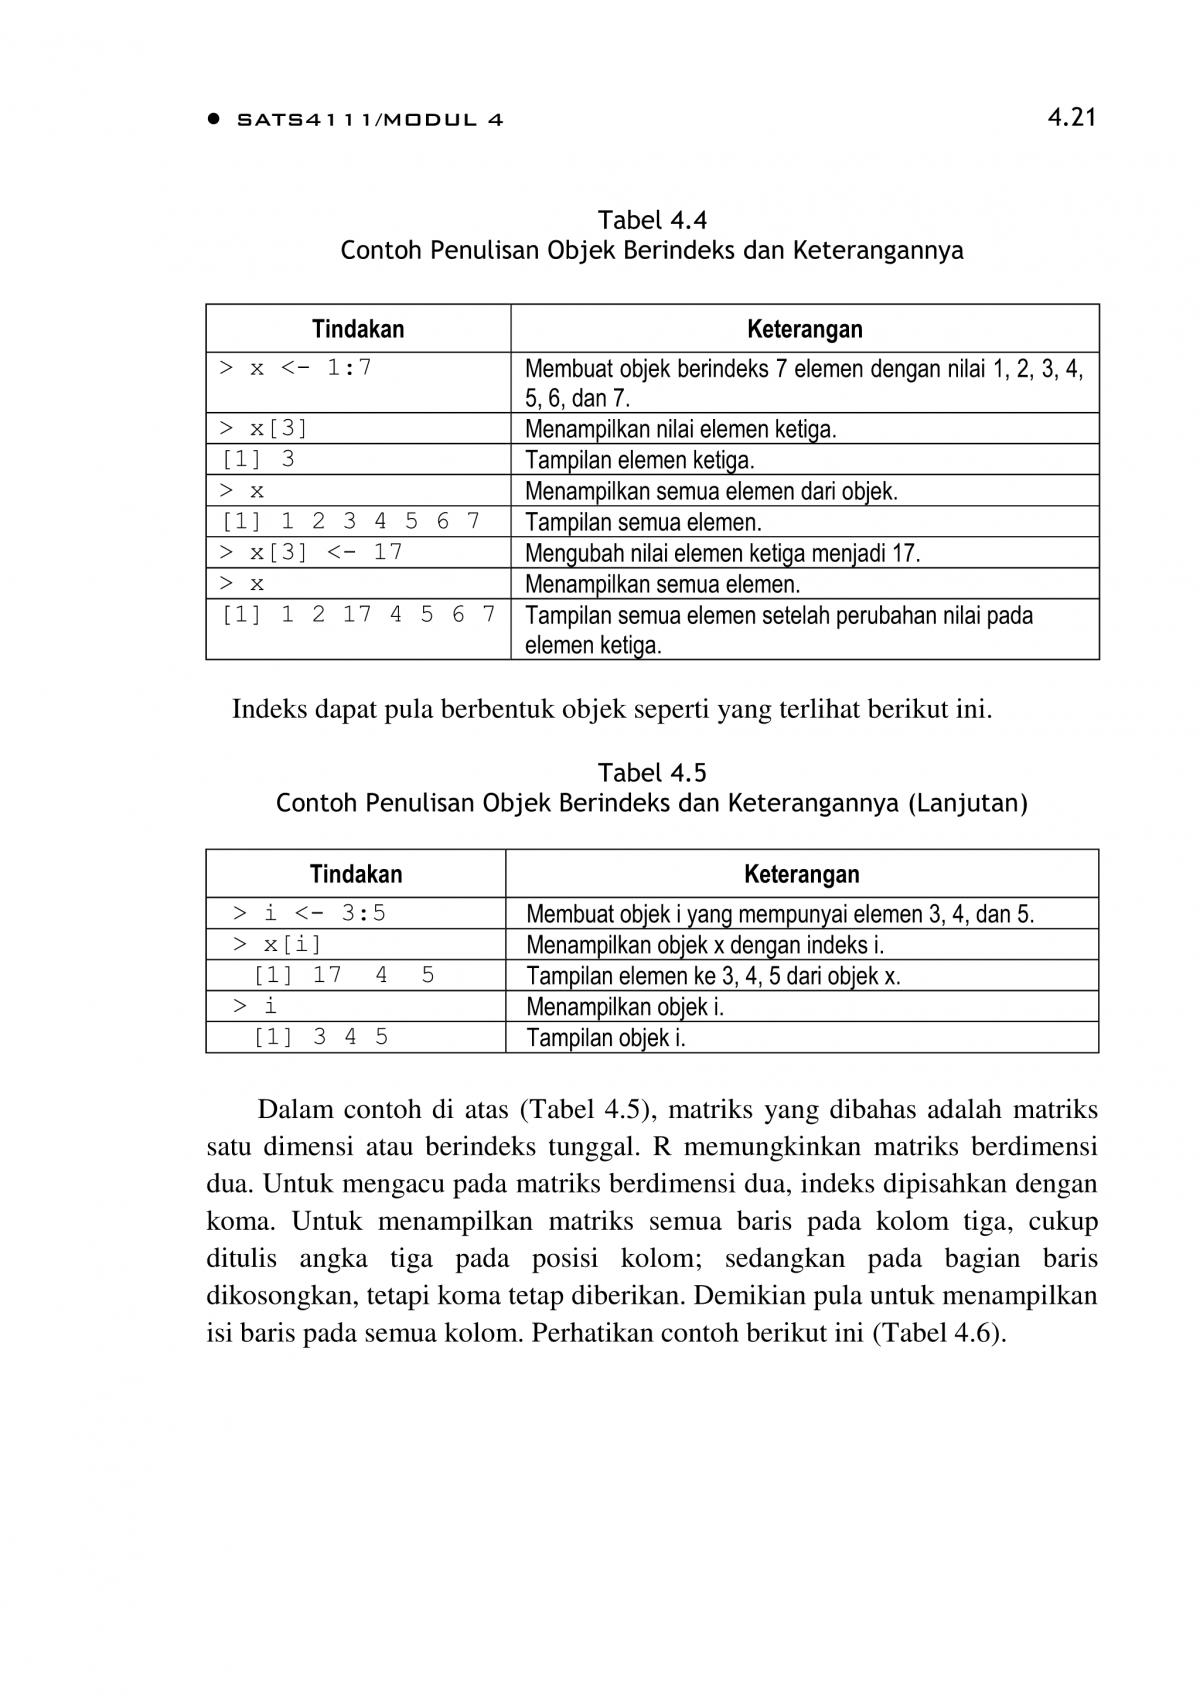 ● SATS4111/MODUL 4 4.21
Tabel 4.4
Contoh Penulisan Objek Berindeks dan Keterangannya
Tindakan Keterangan
> x <- 1:7 Membuat objek berindeks 7 elemen dengan nilai 1, 2, 3, 4,
5, 6, dan 7.
> x[3] Menampilkan nilai elemen ketiga.
[1] 3 Tampilan elemen ketiga.
> x Menampilkan semua elemen dari objek.
[1] 1 2 3 4 5 6 7 Tampilan semua elemen.
> x[3] <- 17 Mengubah nilai elemen ketiga menjadi 17.
> x Menampilkan semua elemen.
[1] 1 2 17 4 5 6 7 Tampilan semua elemen setelah perubahan nilai pada
elemen ketiga.
Indeks dapat pula berbentuk objek seperti yang terlihat berikut ini.
Tabel 4.5
Contoh Penulisan Objek Berindeks dan Keterangannya (Lanjutan)
Tindakan Keterangan
> i <- 3:5 Membuat objek i yang mempunyai elemen 3, 4, dan 5.
> x[i] Menampilkan objek x dengan indeks i.
[1] 17 4 5 Tampilan elemen ke 3, 4, 5 dari objek x.
> i Menampilkan objek i.
[1] 3 4 5 Tampilan objek i.
Dalam contoh di atas (Tabel 4.5), matriks yang dibahas adalah matriks
satu dimensi atau berindeks tunggal. R memungkinkan matriks berdimensi
dua. Untuk mengacu pada matriks berdimensi dua, indeks dipisahkan dengan
koma. Untuk menampilkan matriks semua baris pada kolom tiga, cukup
ditulis angka tiga pada posisi kolom; sedangkan pada bagian baris
dikosongkan, tetapi koma tetap diberikan. Demikian pula untuk menampilkan
isi baris pada semua kolom. Perhatikan contoh berikut ini (Tabel 4.6).